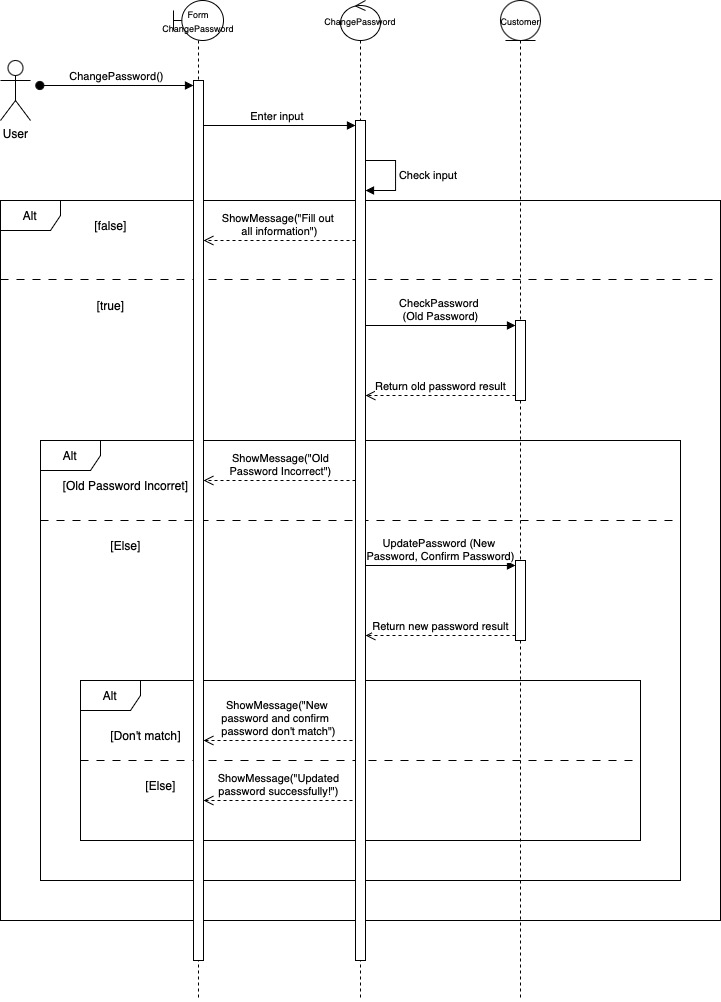 Form
ChangePassword
ChangePassword
Customer
ChangePassword()
User
Enter input
Check input
Alt
[false]
ShowMessage("Fill out
all information")
[true]
CheckPassword
(Old Password)
Return old password result
Alt
ShowMessage("Old
Password Incorrect")
[Old Password Incorret]
[Else]
UpdatePassword (New
Password, Confirm Password)
Return new password result
Alt
ShowMessage("New
password and confirm
password don't match")
[Don't match]
[Else]
ShowMessage("Updated
password successfully!")